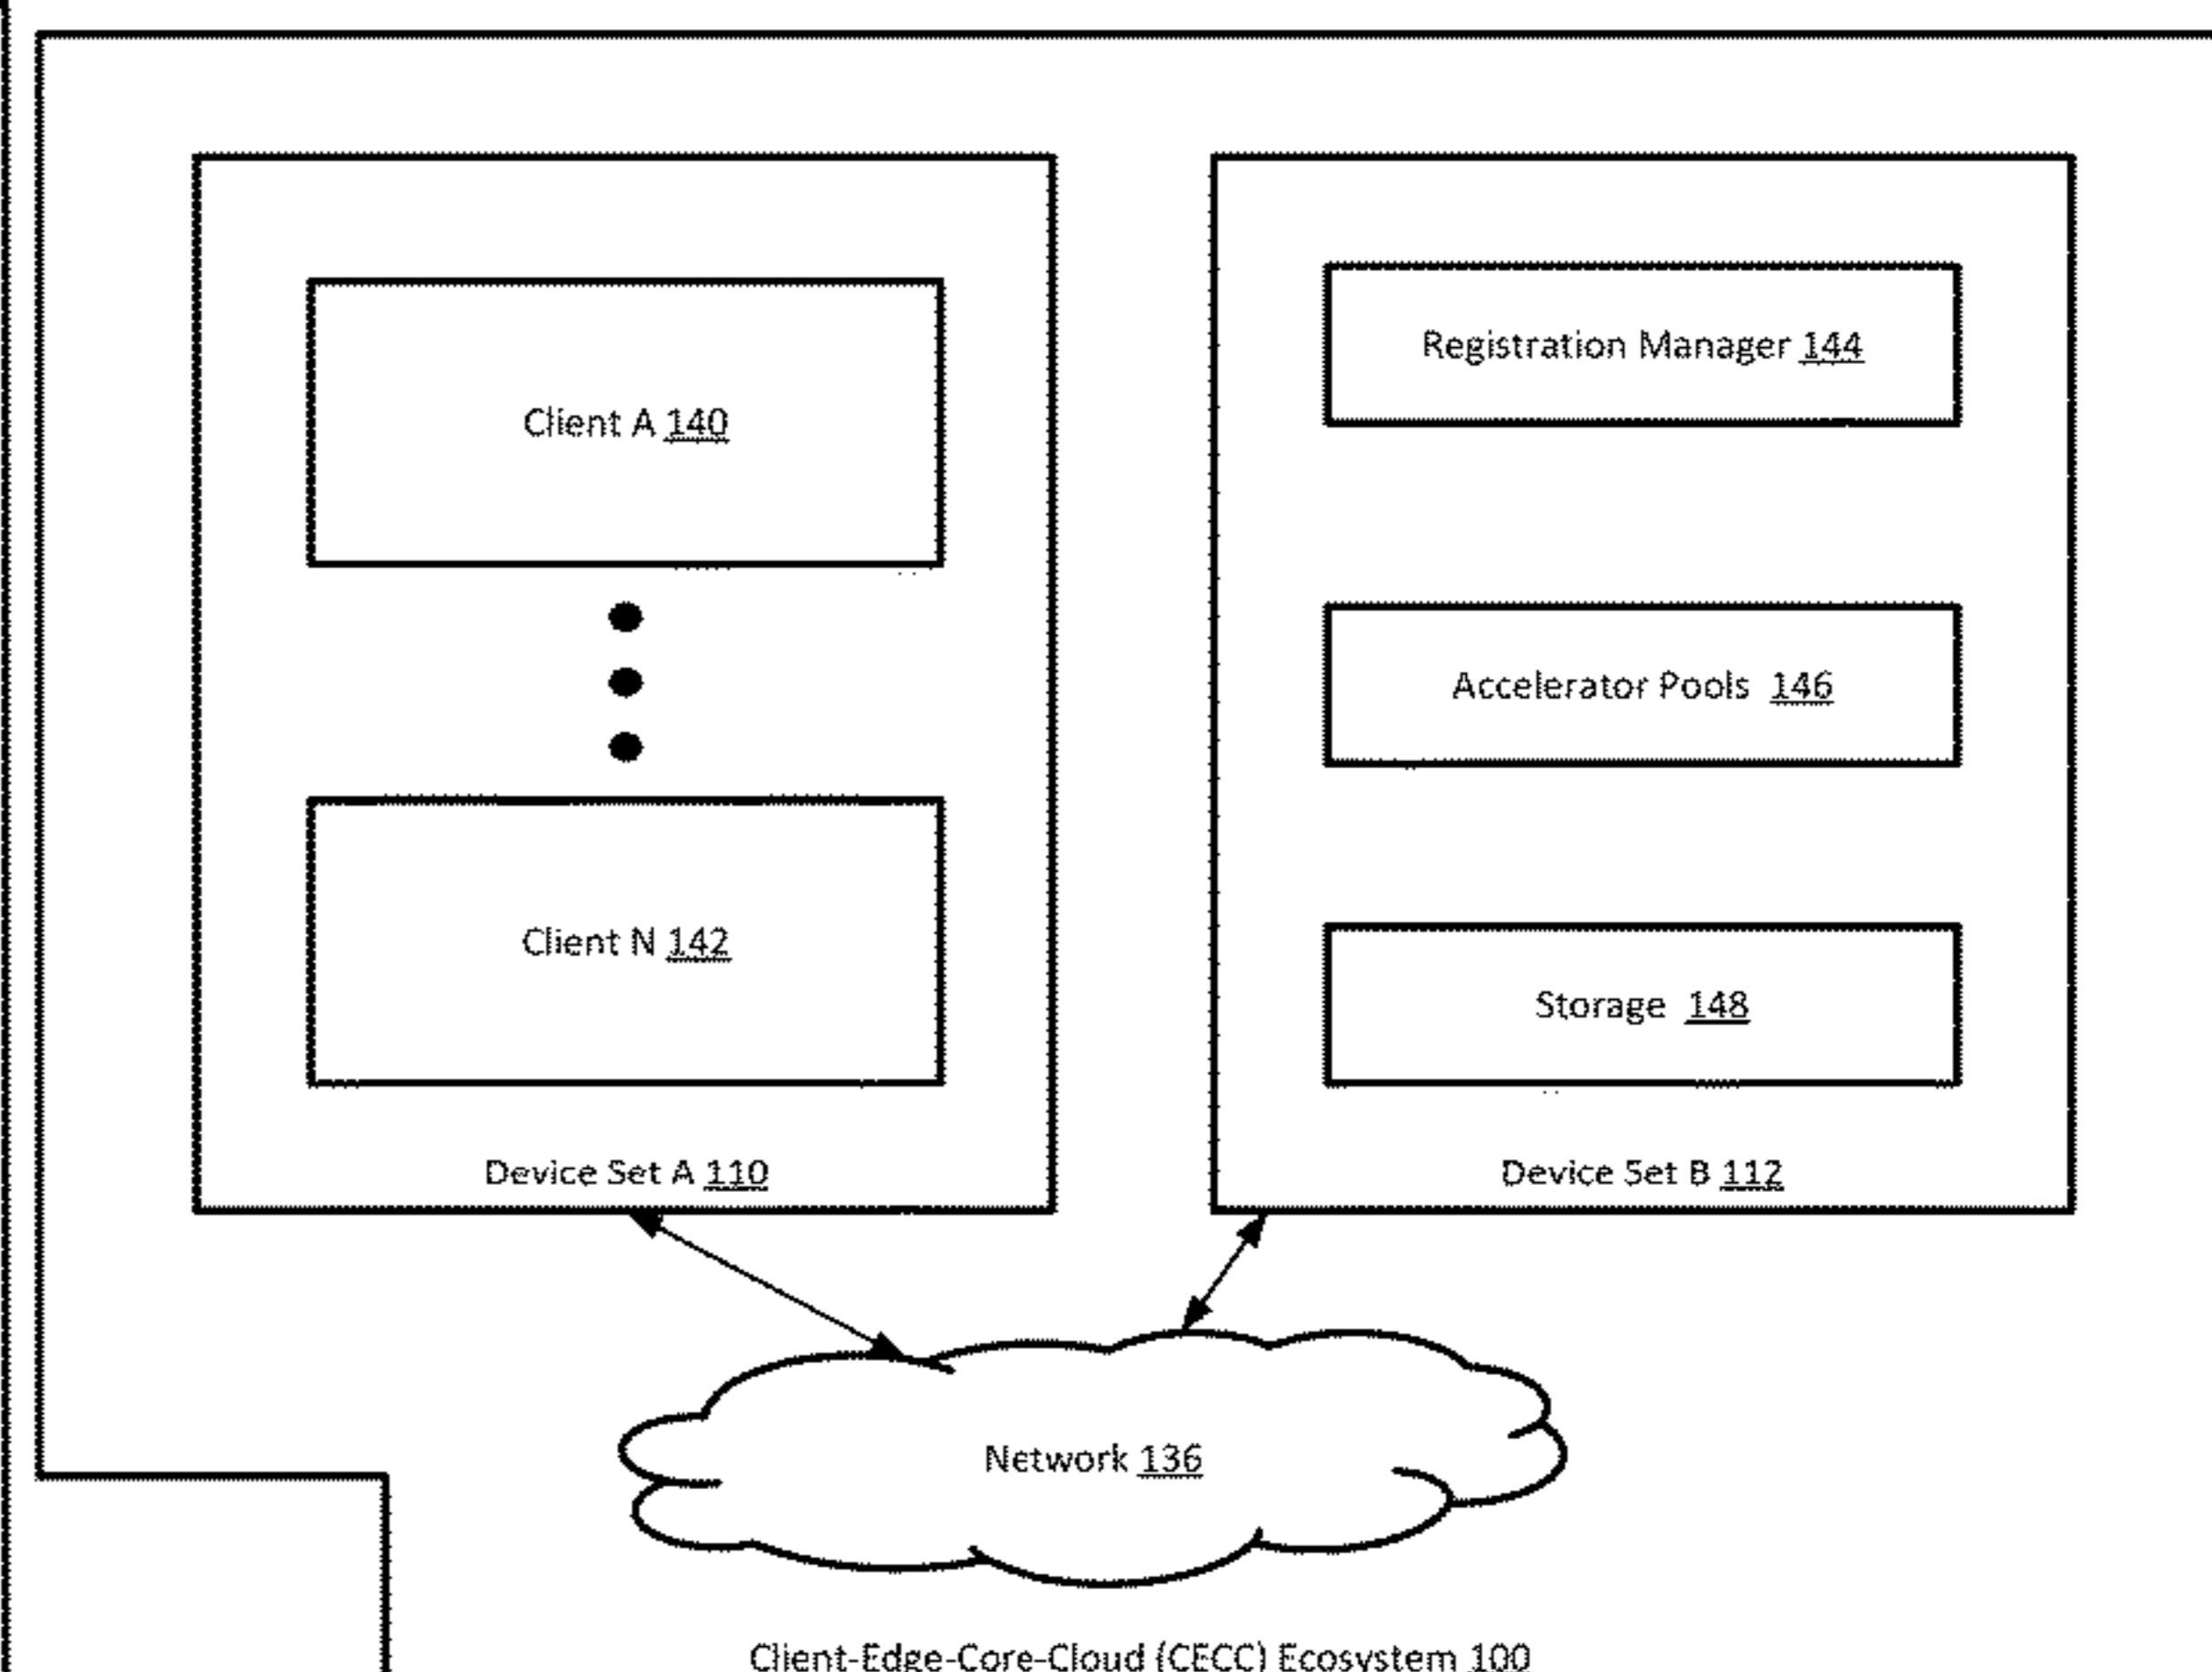 Client A 140
Client N 142
Device Set A 110
Registration Manager 144
Accelerator Pools 146
Storage 148
Device Set B 112
Network 136
Client-Edge-Core-Cloud (CECC) Ecosystem 100